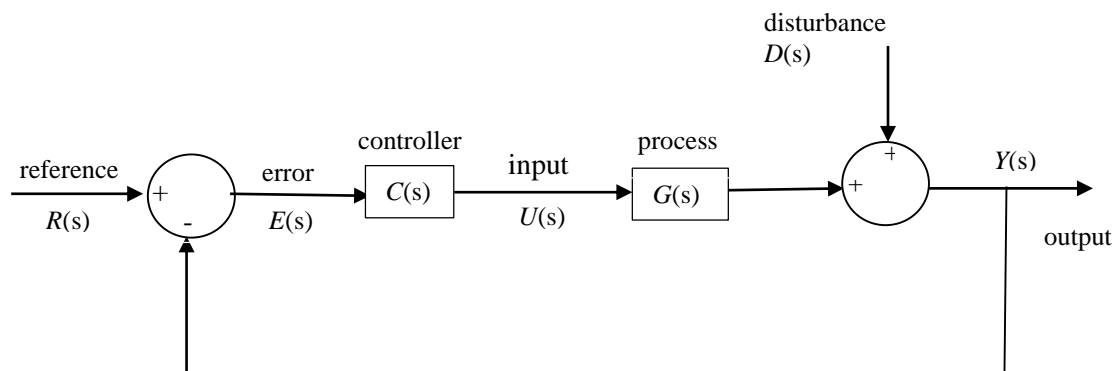 disturbance
D(s)
controller
process
reference
error
input
Y(s)
+
+
+
C(s)
G(s)
R(s)
-
E(s)
U(s)
output